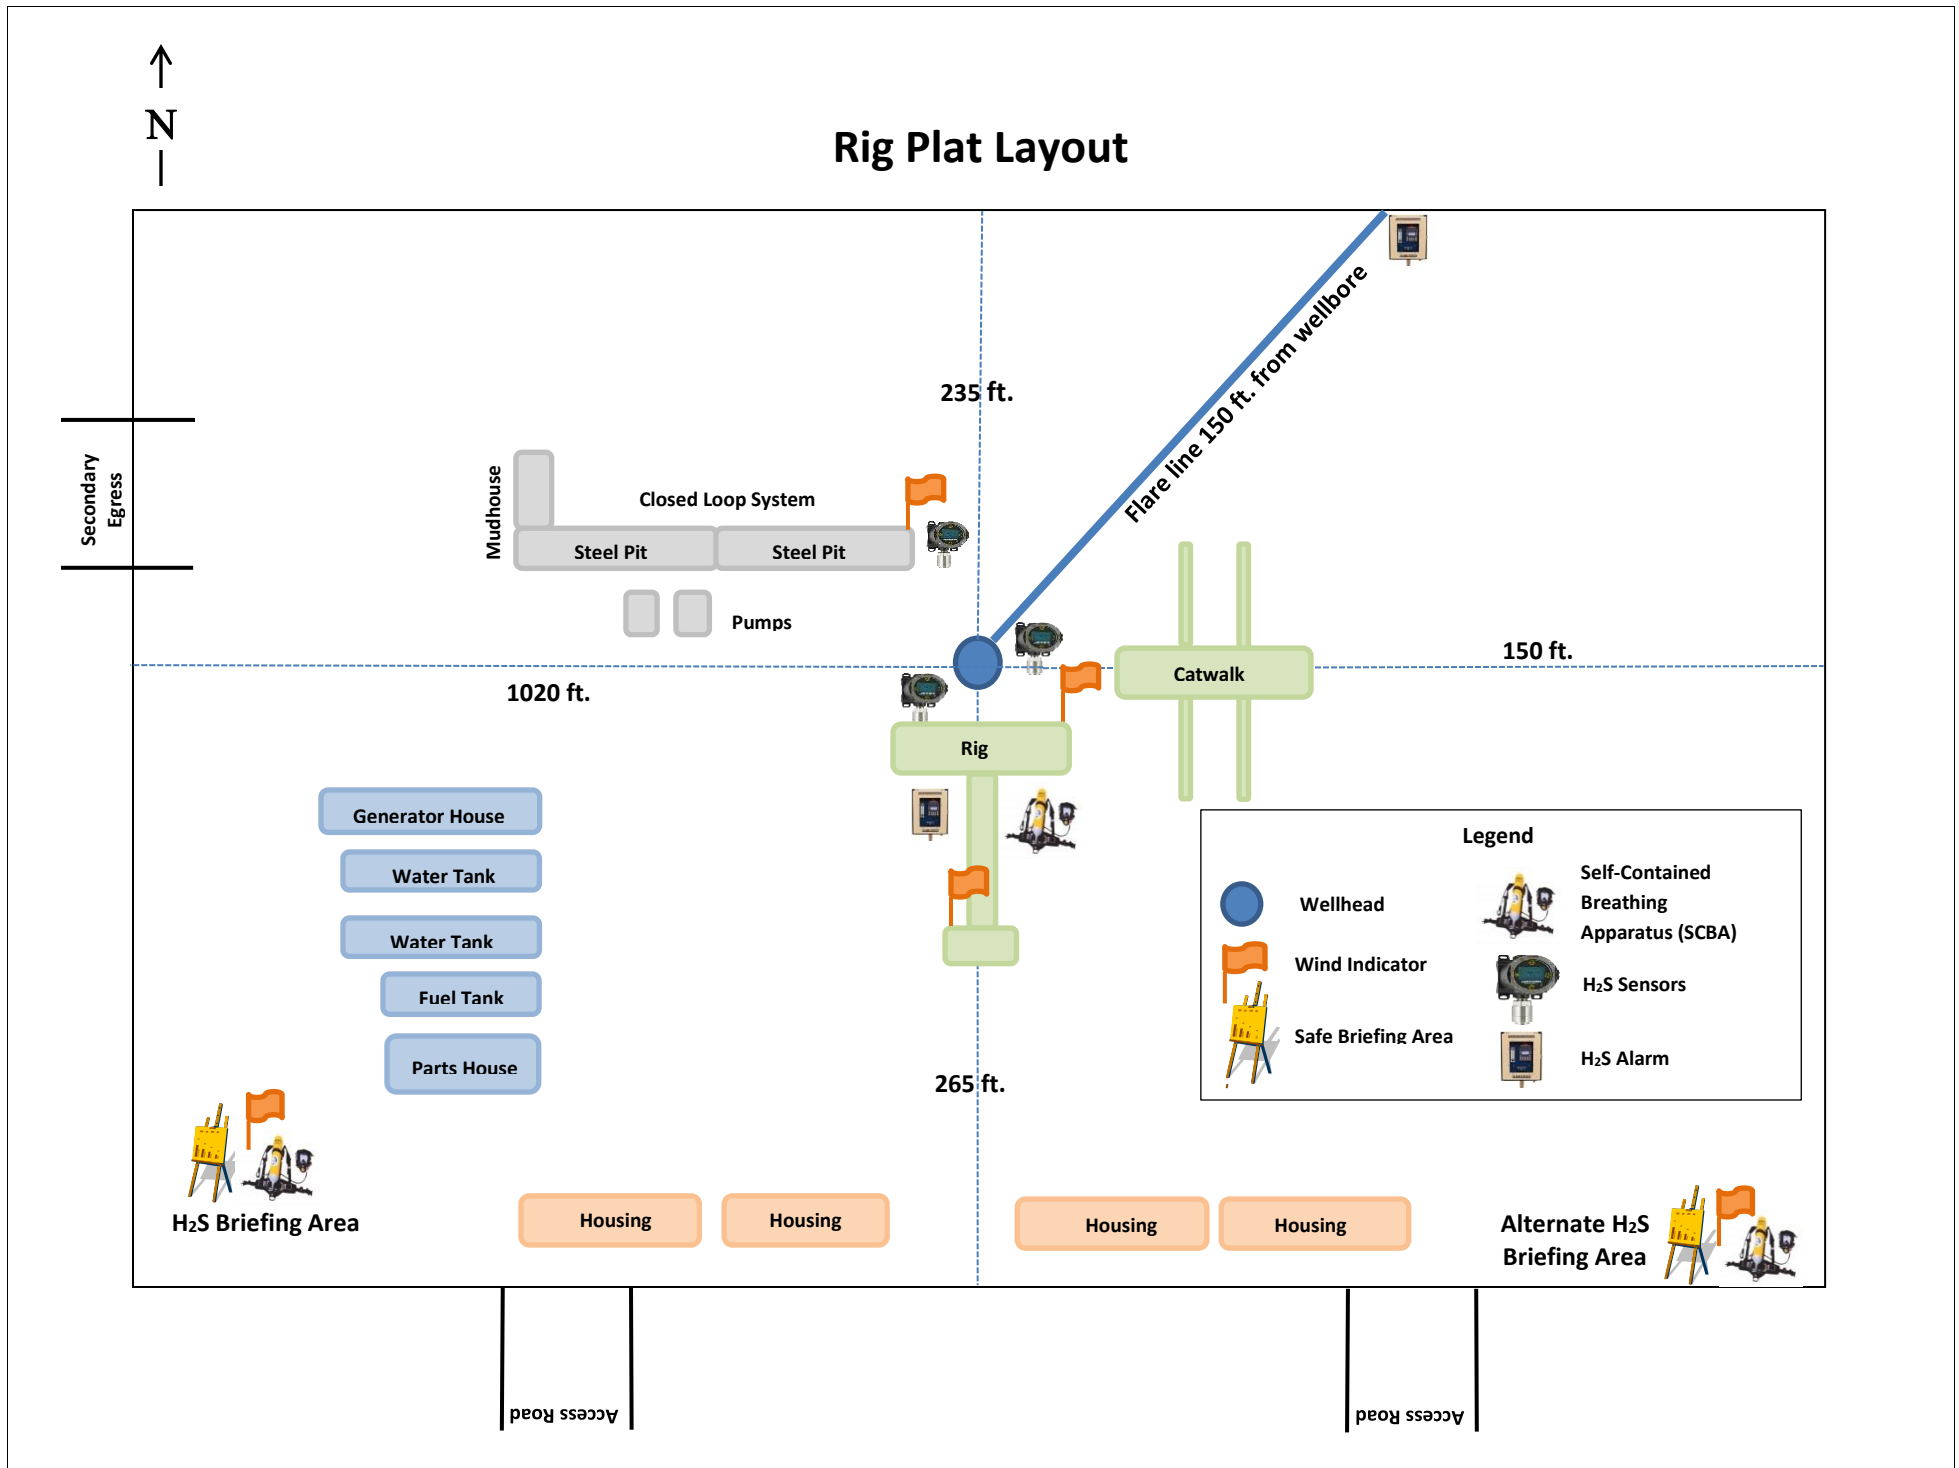 N
Rig Plat Layout
Flare line 150 ft. from wellbore
235 ft.
Secondary
Egress
Mudhouse
Closed Loop System
Steel Pit
Steel Pit
Pumps
150 ft.
Catwalk
1020 ft.
Rig
Generator House
Water Tank
Water Tank
Fuel Tank
Parts House
Legend
Wellhead
Wind Indicator
Safe Briefing Area
Self-Contained
Breathing
Apparatus (SCBA)
H₂S Sensors
H₂S Alarm
265 ft.
H₂S Briefing Area
Housing
Housing
Housing
Housing
Alternate H₂S
Briefing Area
Access Road
Access Road